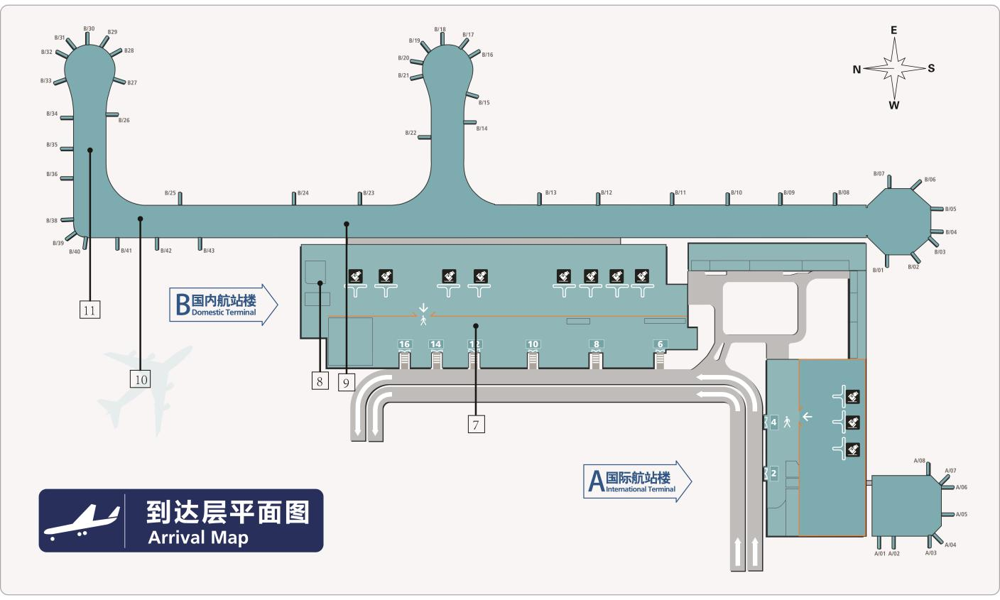 B/30
B29
B/31
B/32
B28
B/33
B27
B/34
B/26
B/35
B/36
B/25
B/24
B/23
B/38
B/39
B/40
B/41
B/42
B/43
B/18
B/17
B/19
B/16
B/20
B/21
B/15
B/14
B/22
B/13
B/12
B/11
B/10
B/09
B/08
E
N
S
W
B/07
B/06
B/05
B/04
B/03
B/02
B/01
11
B国内航站楼
Domestic Terminal
10
8
9
7
16
14
12
10
8
6
4
2
A国际航站楼
International Terminal
A/08
A/07
A/06
A/05
A/04
A/03
A/01
A/02
到达层平面图
Arrival Map